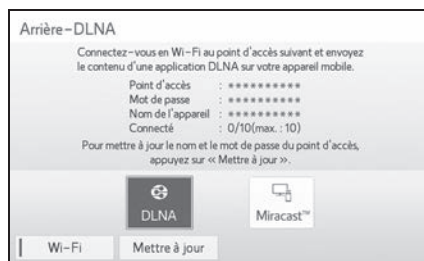 Arrière-DLNA
Connectez-vous en Wi-Fi au point d'accès suivant et envoyez
le contenu d'une application DLNA sur votre appareil mobile.
Point d'accès : **********
Mot de passe : **********
Nom de l'appareil : **********
Connecté : 0/10(max. : 10)
Pour mettre à jour le nom et le mot de passe du point d'accès,
appuyez sur « Mettre à jour ».
DLNA Miracast™
Wi-Fi Mettre à jour